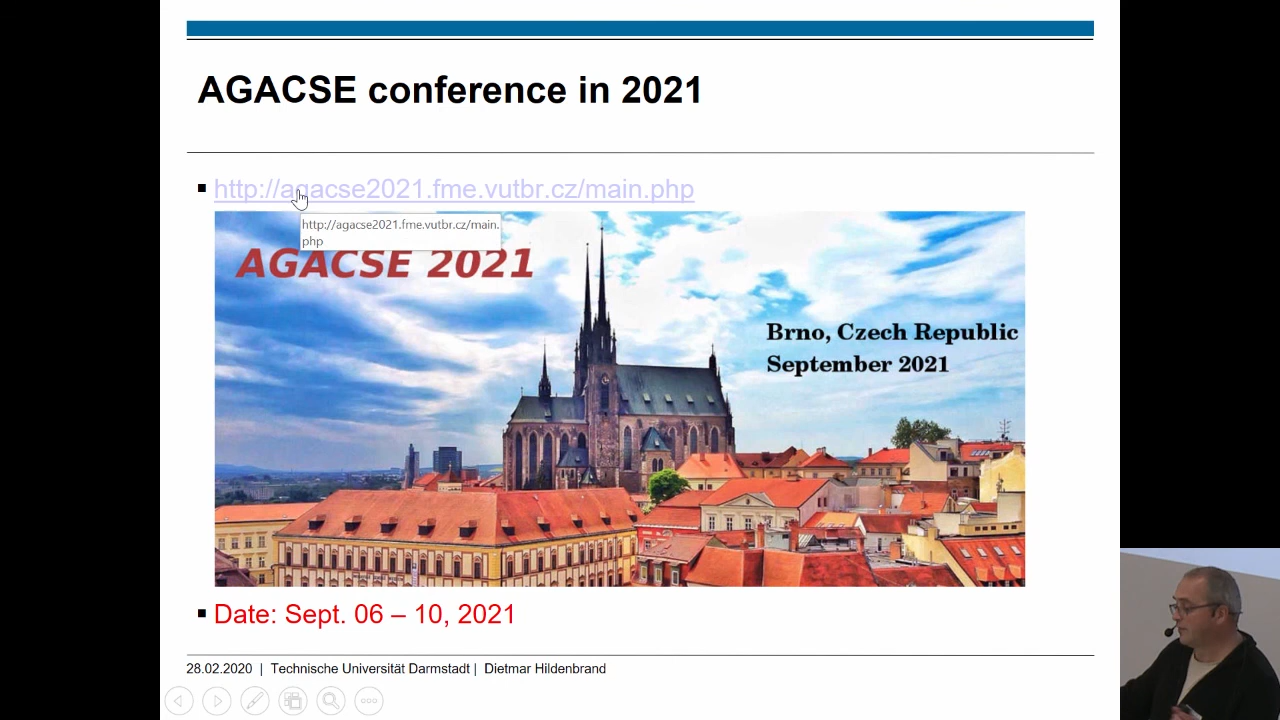 AGACSE conference in 2021
http://agacse2021.fme.vutbr.cz/main.php
http://agacse2021.fme.vutbr.cz/main.
php
AGACSE 2021
Brno, Czech Republic
September 2021
Date: Sept. 06 – 10, 2021
28.02.2020 | Technische Universität Darmstadt | Dietmar Hildenbrand